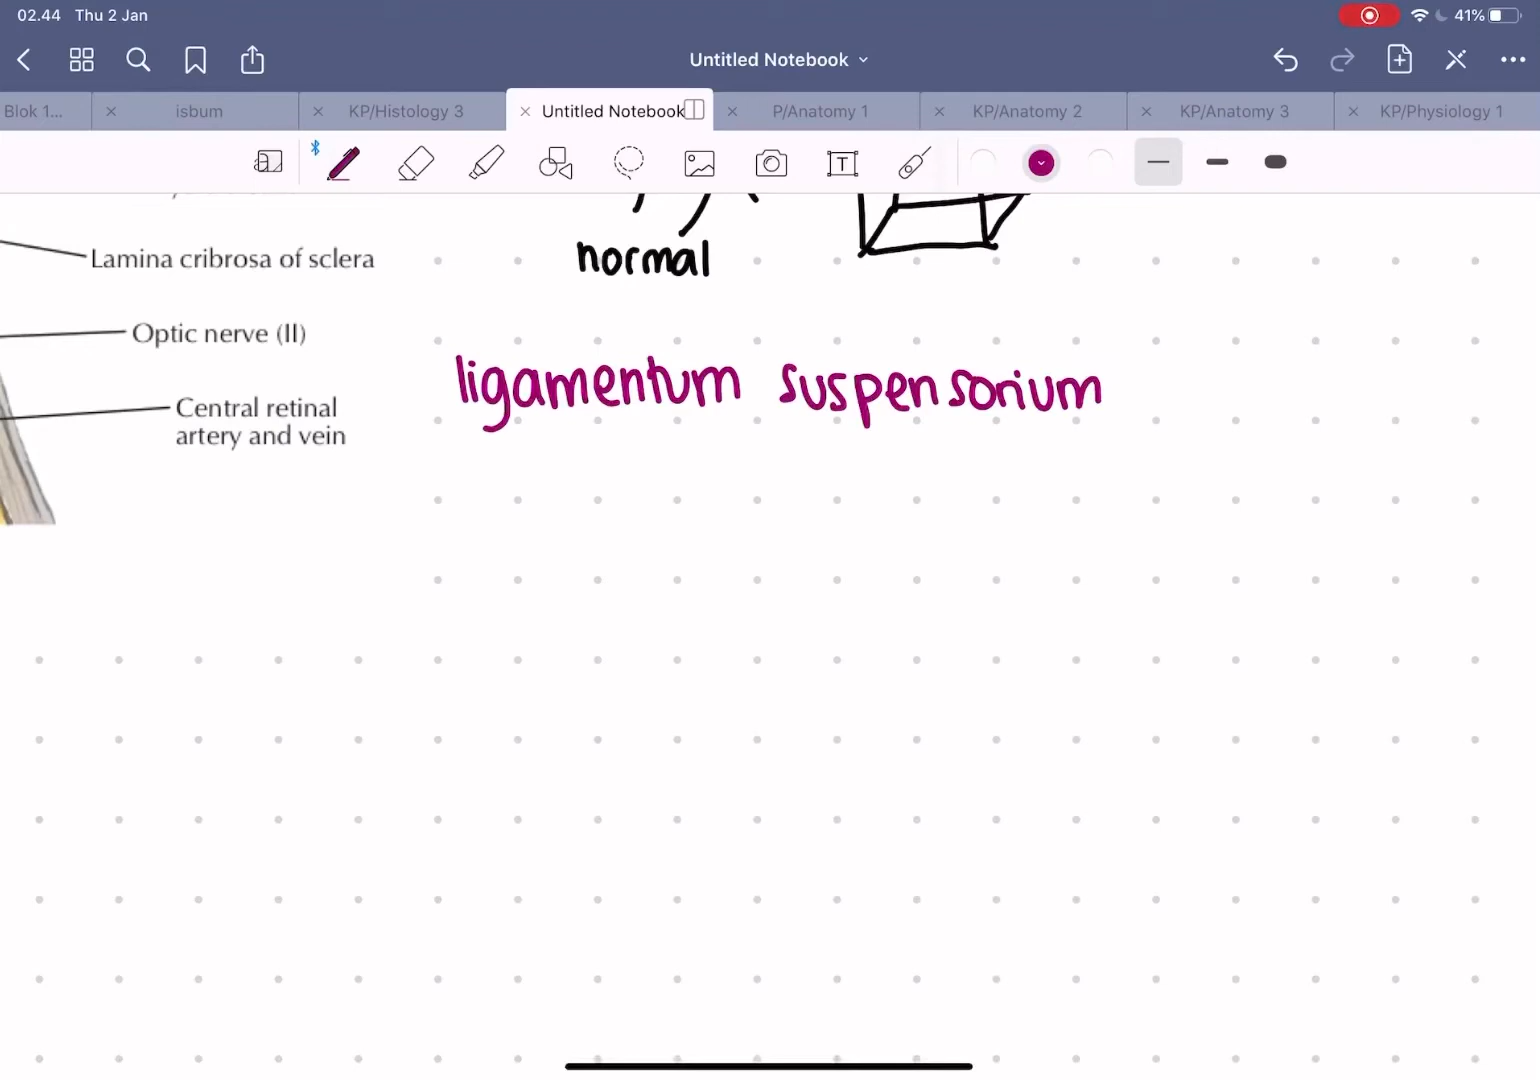 02.44 Thu 2 Jan
41%
Untitled Notebook
Blok 1...
isbum
KP/Histology 3
Untitled Notebook
P/Anatomy 1
KP/Anatomy 2
KP/Anatomy 3
KP/Physiology 1
Lamina cribrosa of sclera
normal
Optic nerve (II)
ligamentum suspensorium
Central retinal
artery and vein